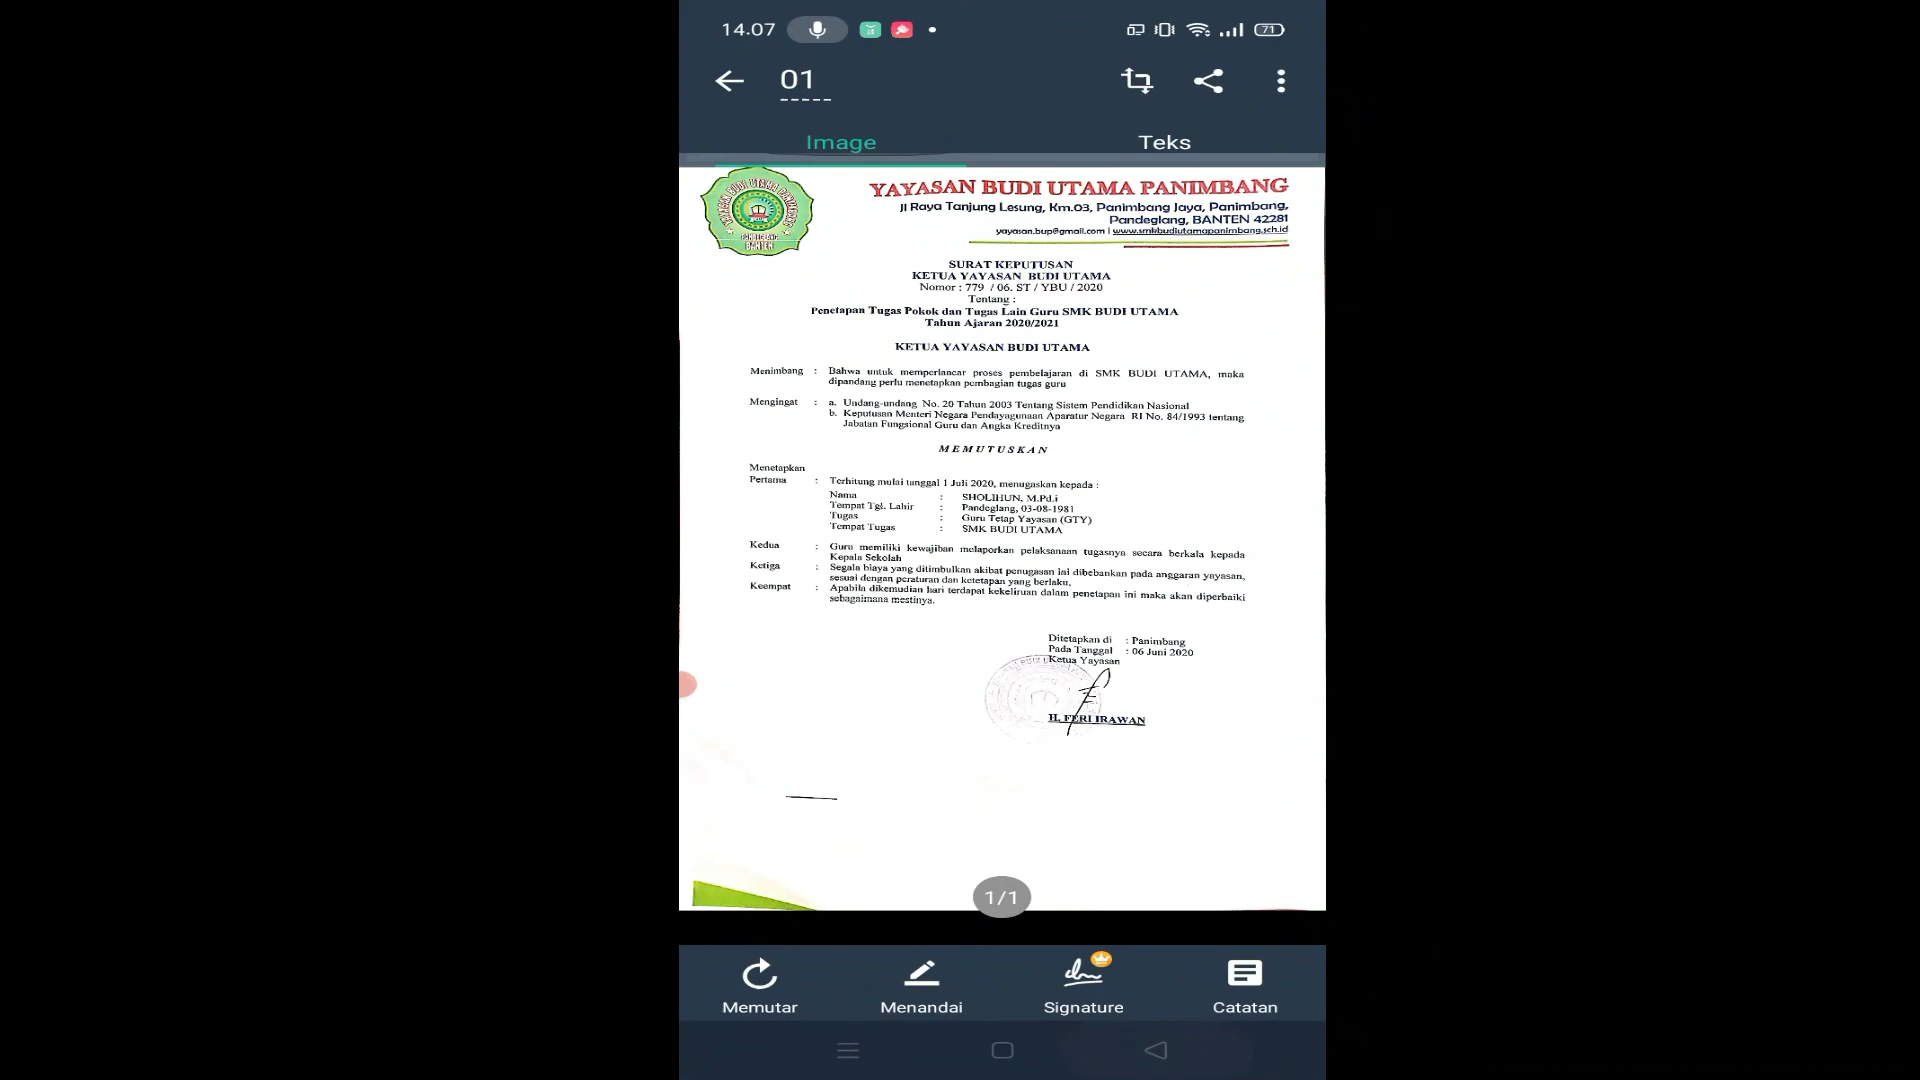 14.07
71
01
Image
Teks
YAYASAN BUDI UTAMA PANIMBANG
PANDEGLANG
BANTEN
YAYASAN BUDI UTAMA PANIMBANG
Jl Raya Tanjung Lesung, Km.03, Panimbang Jaya, Panimbang,
Pandeglang, BANTEN 42281
yayasan.bup@gmail.com | www.smkbudiutamapanimbang.sch.id
SURAT KEPUTUSAN
KETUA YAYASAN BUDI UTAMA
Nomor : 779 / 06. ST / YBU / 2020
Tentang :
Penetapan Tugas Pokok dan Tugas Lain Guru SMK BUDI UTAMA
Tahun Ajaran 2020/2021
KETUA YAYASAN BUDI UTAMA
Menimbang : Bahwa untuk memperlancar proses pembelajaran di SMK BUDI UTAMA, maka
dipandang perlu menetapkan pembagian tugas guru
Mengingat : a. Undang-undang No. 20 Tahun 2003 Tentang Sistem Pendidikan Nasional
b. Keputusan Menteri Negara Pendayagunaan Aparatur Negara RI No. 84/1993 tentang
Jabatan Fungsional Guru dan Angka Kreditnya
MEMUTUSKAN
Menetapkan
Pertama : Terhitung mulai tanggal 1 Juli 2020, menugaskan kepada :
Nama : SHOLIHUN, M.Pd.i
Tempat Tgl. Lahir : Pandeglang, 03-08-1981
Tugas : Guru Tetap Yayasan (GTY)
Tempat Tugas : SMK BUDI UTAMA
Kedua : Guru memiliki kewajiban melaporkan pelaksanaan tugasnya secara berkala kepada
Kepala Sekolah
Ketiga : Segala biaya yang ditimbulkan akibat penugasan ini dibebankan pada anggaran yayasan,
sesuai dengan peraturan dan ketetapan yang berlaku.
Keempat : Apabila dikemudian hari terdapat kekeliruan dalam penetapan ini maka akan diperbaiki
sebagaimana mestinya.
Ditetapkan di : Panimbang
Pada Tanggal : 06 Juni 2020
Ketua Yayasan
H. FERI IRAWAN
1/1
Memutar
Menandai
Signature
Catatan